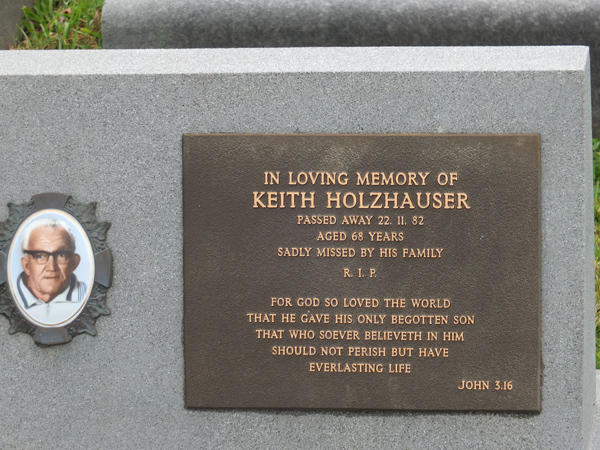 IN LOVING MEMORY OF
KEITH HOLZHAUSER
PASSED AWAY 22. 11. 82
AGED 68 YEARS
SADLY MISSED BY HIS FAMILY
R. I. P.
FOR GOD SO LOVED THE WORLD
THAT HE GAVE HIS ONLY BEGOTTEN SON
THAT WHO SOEVER BELIEVETH IN HIM
SHOULD NOT PERISH BUT HAVE
EVERLASTING LIFE
JOHN 3.16